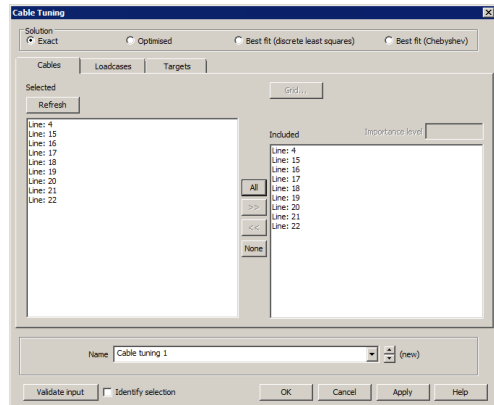 Cable Tuning
Solution
Exact
Optimised
Best fit (discrete least squares)
Best fit (Chebyshev)
Cables
Loadcases
Targets
Selected
Refresh
Grid...
Importance level
Included
Line: 4
Line: 15
Line: 16
Line: 17
Line: 18
Line: 19
Line: 20
Line: 21
Line: 22
All
>>
<<
None
Line: 4
Line: 15
Line: 16
Line: 17
Line: 18
Line: 19
Line: 20
Line: 21
Line: 22
Name
Cable tuning 1
(new)
Validate input
Identify selection
OK
Cancel
Apply
Help